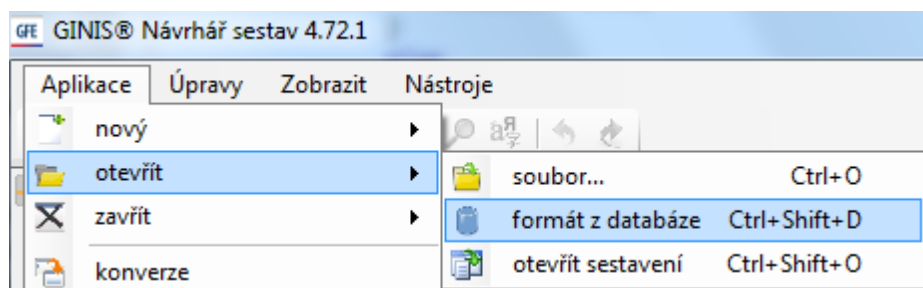 GFE GINIS® Návrhář sestav 4.72.1
Aplikace Úpravy Zobrazit Nástroje
nový
otevřít
zavřít
konverze
soubor... Ctrl+O
formát z databáze Ctrl+Shift+D
otevřít sestavení Ctrl+Shift+O